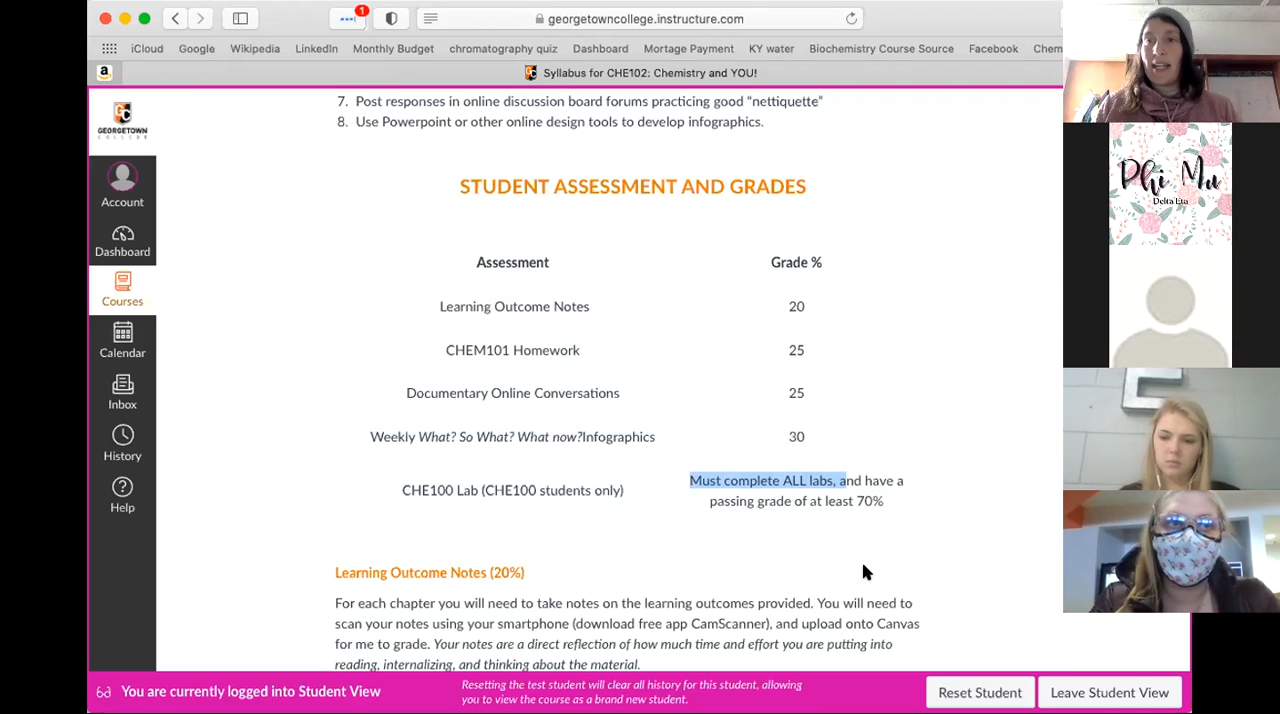 1
georgetowncollege.instructure.com
iCloud Google Wikipedia LinkedIn Monthly Budget chromatography quiz Dashboard Mortage Payment KY water Biochemistry Course Source Facebook Chem
a
GC Syllabus for CHE102: Chemistry and YOU!
GC
GEORGETOWN
COLLEGE
Account
Dashboard
Courses
Calendar
Inbox
History
Help
7. Post responses in online discussion board forums practicing good “nettiquette”
8. Use Powerpoint or other online design tools to develop infographics.
STUDENT ASSESSMENT AND GRADES
Assessment Grade %
Learning Outcome Notes 20
CHEM101 Homework 25
Documentary Online Conversations 25
Weekly What? So What? What now?Infographics 30
CHE100 Lab (CHE100 students only) Must complete ALL labs, and have a
passing grade of at least 70%
Learning Outcome Notes (20%)
For each chapter you will need to take notes on the learning outcomes provided. You will need to
scan your notes using your smartphone (download free app CamScanner), and upload onto Canvas
for me to grade. Your notes are a direct reflection of how much time and effort you are putting into
reading, internalizing, and thinking about the material.
You are currently logged into Student View
Resetting the test student will clear all history for this student, allowing
you to view the course as a brand new student.
Reset Student
Leave Student View
Phi Mu
Delta Eta
E